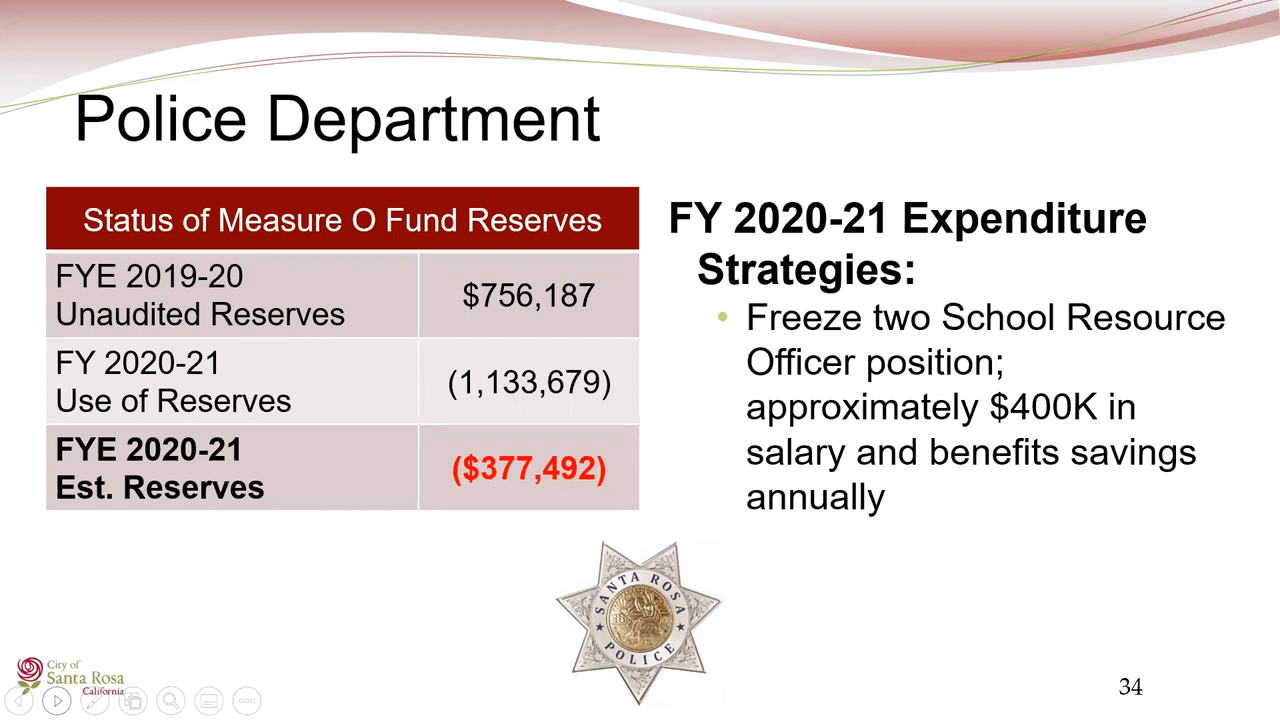 Police Department
Status of Measure O Fund Reserves
FYE 2019-20
Unaudited Reserves
$756,187
FY 2020-21
Use of Reserves
(1,133,679)
FYE 2020-21
Est. Reserves
($377,492)
FY 2020-21 Expenditure
Strategies:
• Freeze two School Resource
Officer position;
approximately $400K in
salary and benefits savings
annually
SANTA ROSA
POLICE
City of
Santa Rosa
California
34